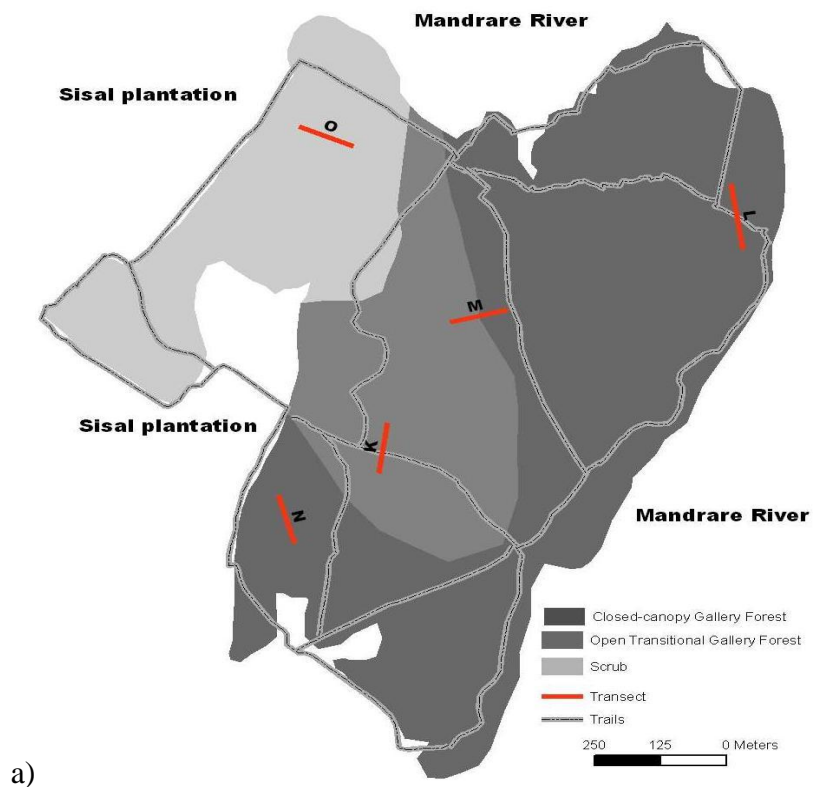 Mandrare River
Sisal plantation
O
L
M
Sisal plantation
K
N
Mandrare River
Closed-canopy Gallery Forest
Open Transitional Gallery Forest
Scrub
Transect
Trails
250 125 0 Meters
a)